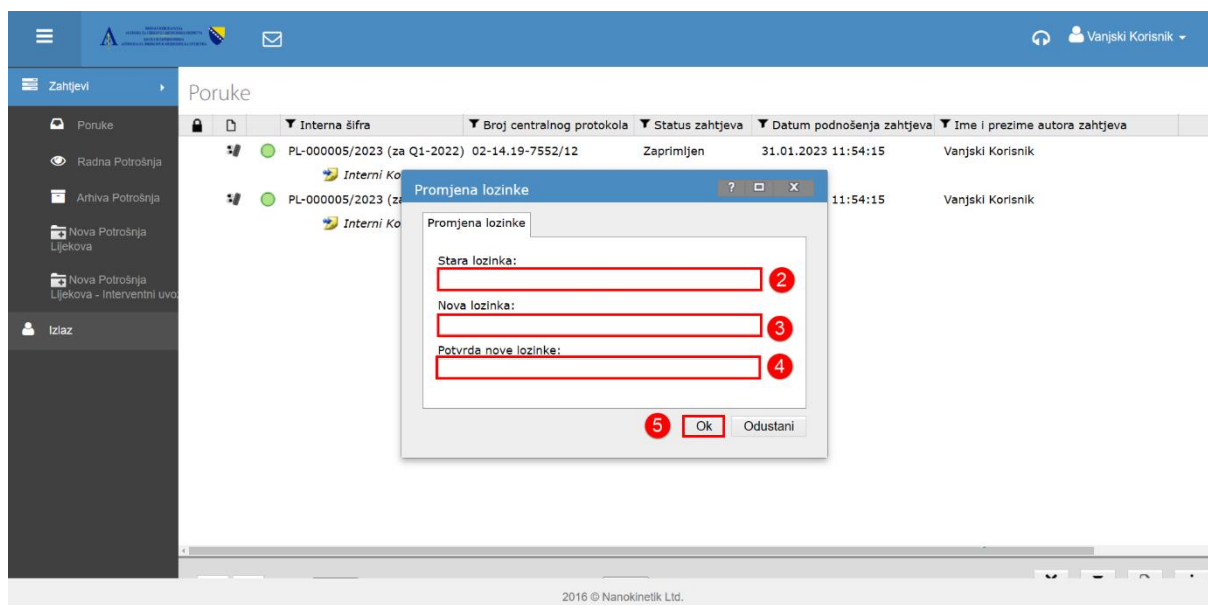 Vanjski Korisnik
Zahtjevi
Poruke
Radna Potrošnja
Arhiva Potrošnja
Nova Potrošnja
Lijekova
Nova Potrošnja
Lijekova - Interventni uvoz
Izlaz
Poruke
Interna šifra Broj centralnog protokola Status zahtjeva Datum podnošenja zahtjeva Ime i prezime autora zahtjeva
PL-000005/2023 (za Q1-2022) 02-14.19-7552/12 Zaprimljen 31.01.2023 11:54:15 Vanjski Korisnik
Interni Ko
PL-000005/2023 (za 11:54:15 Vanjski Korisnik
Interni Ko
Promjena lozinke ? X
Promjena lozinke
Stara lozinka:
2
Nova lozinka:
3
Potvrda nove lozinke:
4
5 Ok Odustani
2016 © Nanokinetik Ltd.